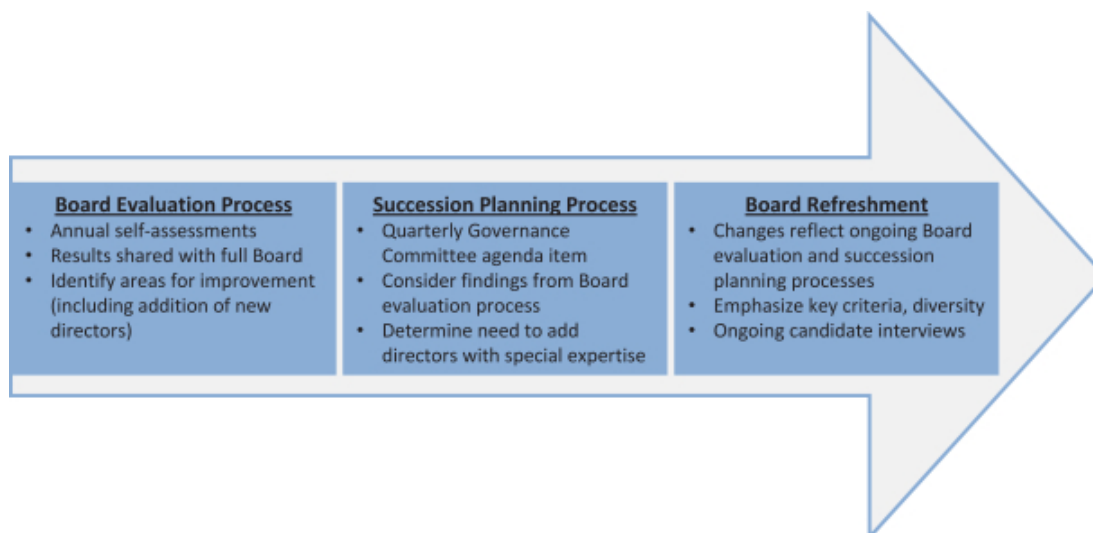 Board Evaluation Process
• Annual self-assessments
• Results shared with full Board
• Identify areas for improvement
(including addition of new
directors)
Succession Planning Process
• Quarterly Governance
Committee agenda item
• Consider findings from Board
evaluation process
• Determine need to add
directors with special expertise
Board Refreshment
• Changes reflect ongoing Board
evaluation and succession
planning processes
• Emphasize key criteria, diversity
• Ongoing candidate interviews